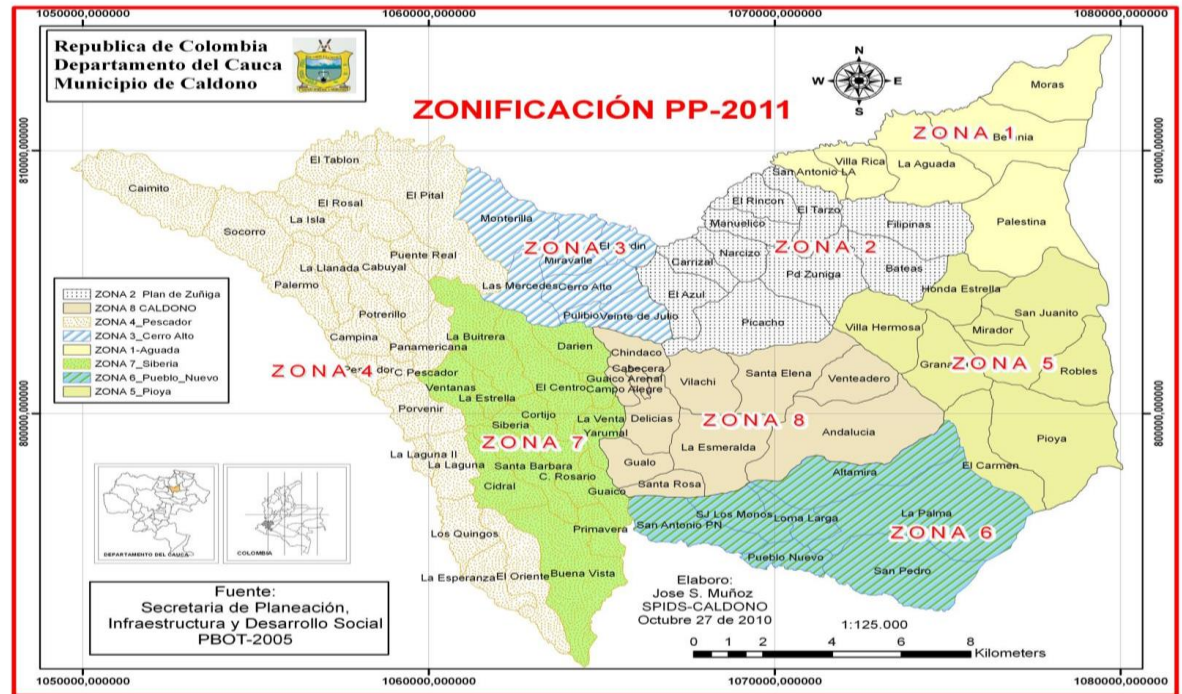 1050000,000000 1060000,000000 1070000,000000 1080000,000000
Republica de Colombia
Departamento del Cauca
Municipio de Caldono
ZONIFICACIÓN PP-2011
N
W E
S
810000,000000
810000,000000
800000,000000
800000,000000
Moras
ZONA 1
Villa Rica
La Aguada
San Antonio LA
Palestina
El Rincon
El Tarzo
Filipinas
Manuelico
ZONA 2
Carrizal
Narcizo
Pd Zuniga
Bateas
El Azul
Picacho
El Tablon
Caimito
El Pital
El Rosal
La Isla
Socorro
Puente Real
La Llanada
Cabuyal
Palermo
Potrerillo
Campina
Panamericana
ZONA 4
C Pescador
Porvenir
La Laguna II
La Laguna
Los Quingos
La Esperanza
El Oriente
Monterilla
ZONA 3
Miravalle
Las Mercedes
Cerro Alto
Pulibio
Veinte de Julio
Honda Estrella
San Juanito
Villa Hermosa
Mirador
ZONA 5
Robles
Pioya
El Carmen
La Buitrera
Darien
Ventanas
El Centro
La Estrella
Cortijo
La Venta
Siberia
Yarumal
ZONA 7
Santa Barbara
C. Rosario
Cidral
Guaico
Primavera
Buena Vista
Chindaco
Cabecera
Guaico Arenal
Campo Alegre
Vilachi
Santa Elena
Venteadero
Delicias
ZONA 8
Andalucia
La Esmeralda
Gualo
Santa Rosa
Altamira
SJ Los Monos
Loma Larga
La Palma
San Antonio PN
ZONA 6
Pueblo Nuevo
San Pedro
ZONA 2 Plan de Zuñiga
ZONA 8 CALDONO
ZONA 4_Pescador
ZONA 3_Cerro Alto
ZONA 1-Aguada
ZONA 7_Siberia
ZONA 6_Pueblo_Nuevo
ZONA 5_Pioya
DEPARTAMENTO DEL CAUCA
COLOMBIA
Fuente:
Secretaria de Planeación,
Infraestructura y Desarrollo Social
PBOT-2005
Elaboro:
Jose S. Muñoz
SPIDS-CALDONO
Octubre 27 de 2010
1:125.000
0 1 2 4 6 8
Kilometers
1050000,000000 1060000,000000 1070000,000000 1080000,000000